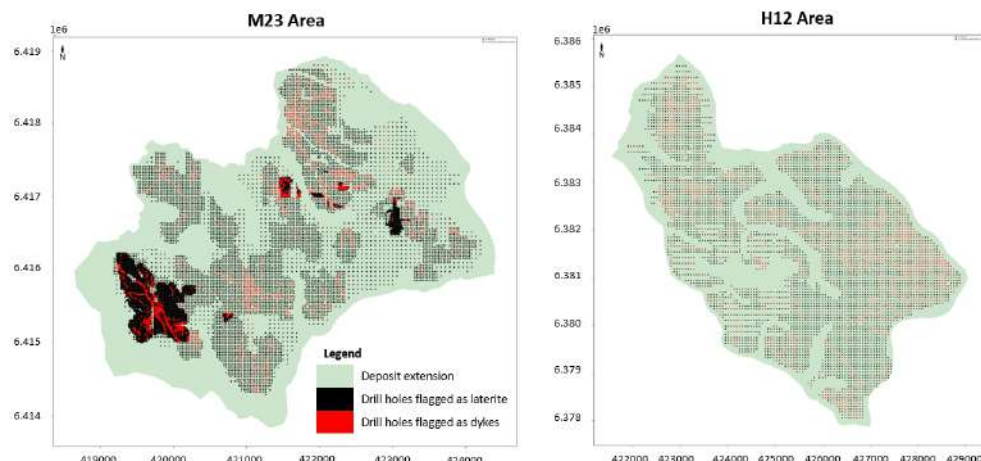 M23 Area
1e6
N
6.419
6.418
6.417
6.416
6.415
6.414
419000 420000 421000 422000 423000 424000
Legend
Deposit extension
Drill holes flagged as laterite
Drill holes flagged as dykes
H12 Area
1e6
N
6.386
6.385
6.384
6.383
6.382
6.381
6.380
6.379
6.378
422000 423000 424000 425000 426000 427000 428000 429000